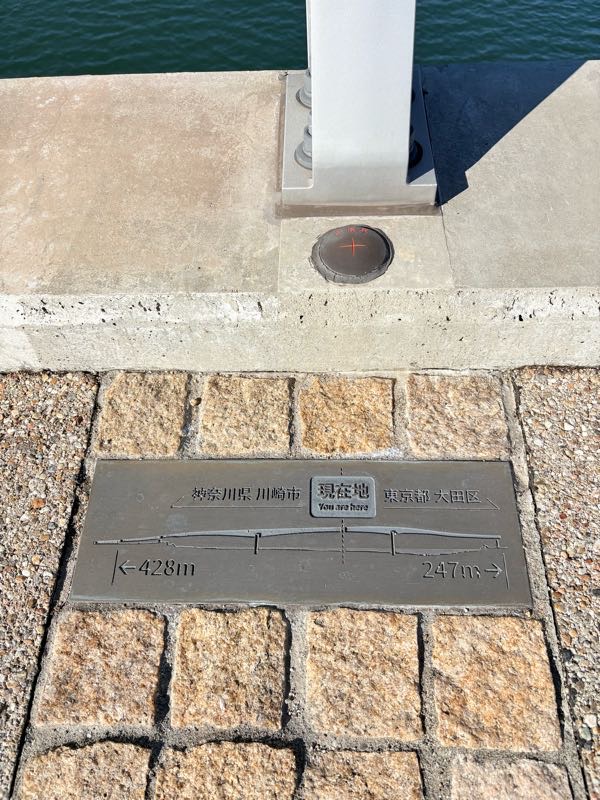 神奈川県 川崎市
現在地
You are here
東京都 大田区
←428m
247m→